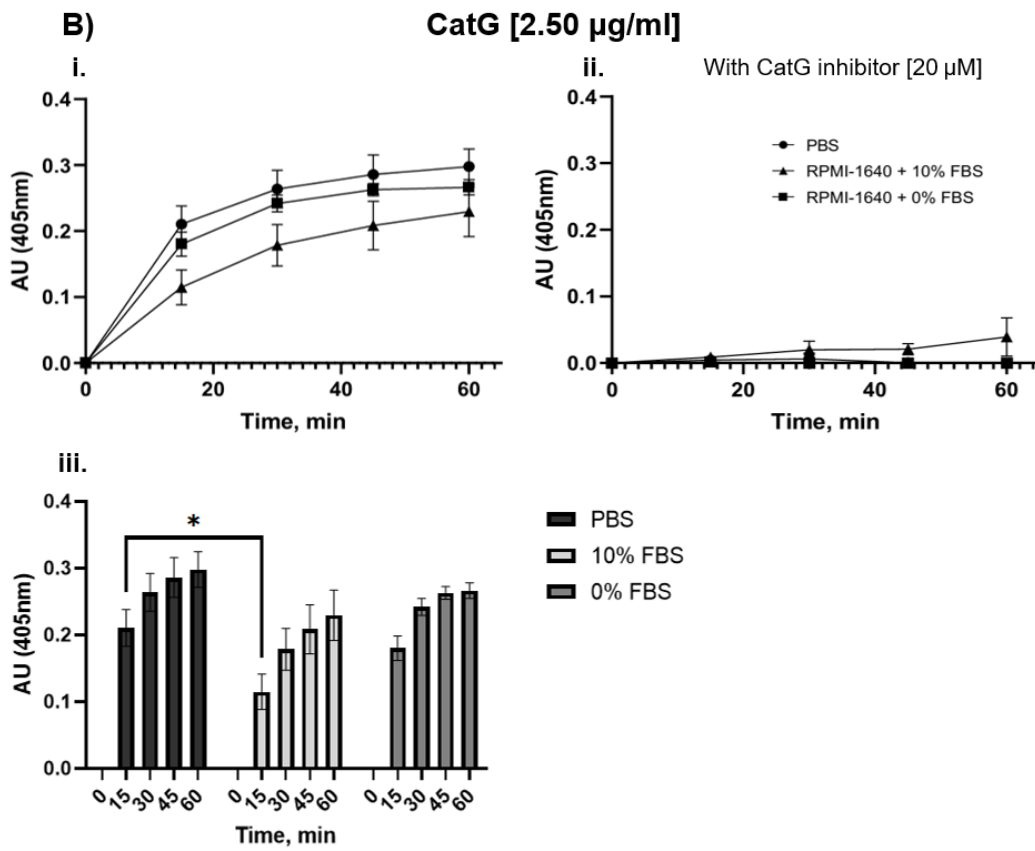 B)
CatG [2.50 µg/ml]
i.
AU (405nm)
0.4
0.3
0.2
0.1
0.0
0 20 40 60
Time, min
ii.
With CatG inhibitor [20 µM]
AU (405nm)
0.4
0.3
0.2
0.1
0.0
PBS
RPMI-1640 + 10% FBS
RPMI-1640 + 0% FBS
0 20 40 60
Time, min
iii.
AU (405nm)
0.4
0.3
0.2
0.1
0.0
*
0 15 30 45 60 0 15 30 45 60 0 15 30 45 60
Time, min
PBS
10% FBS
0% FBS